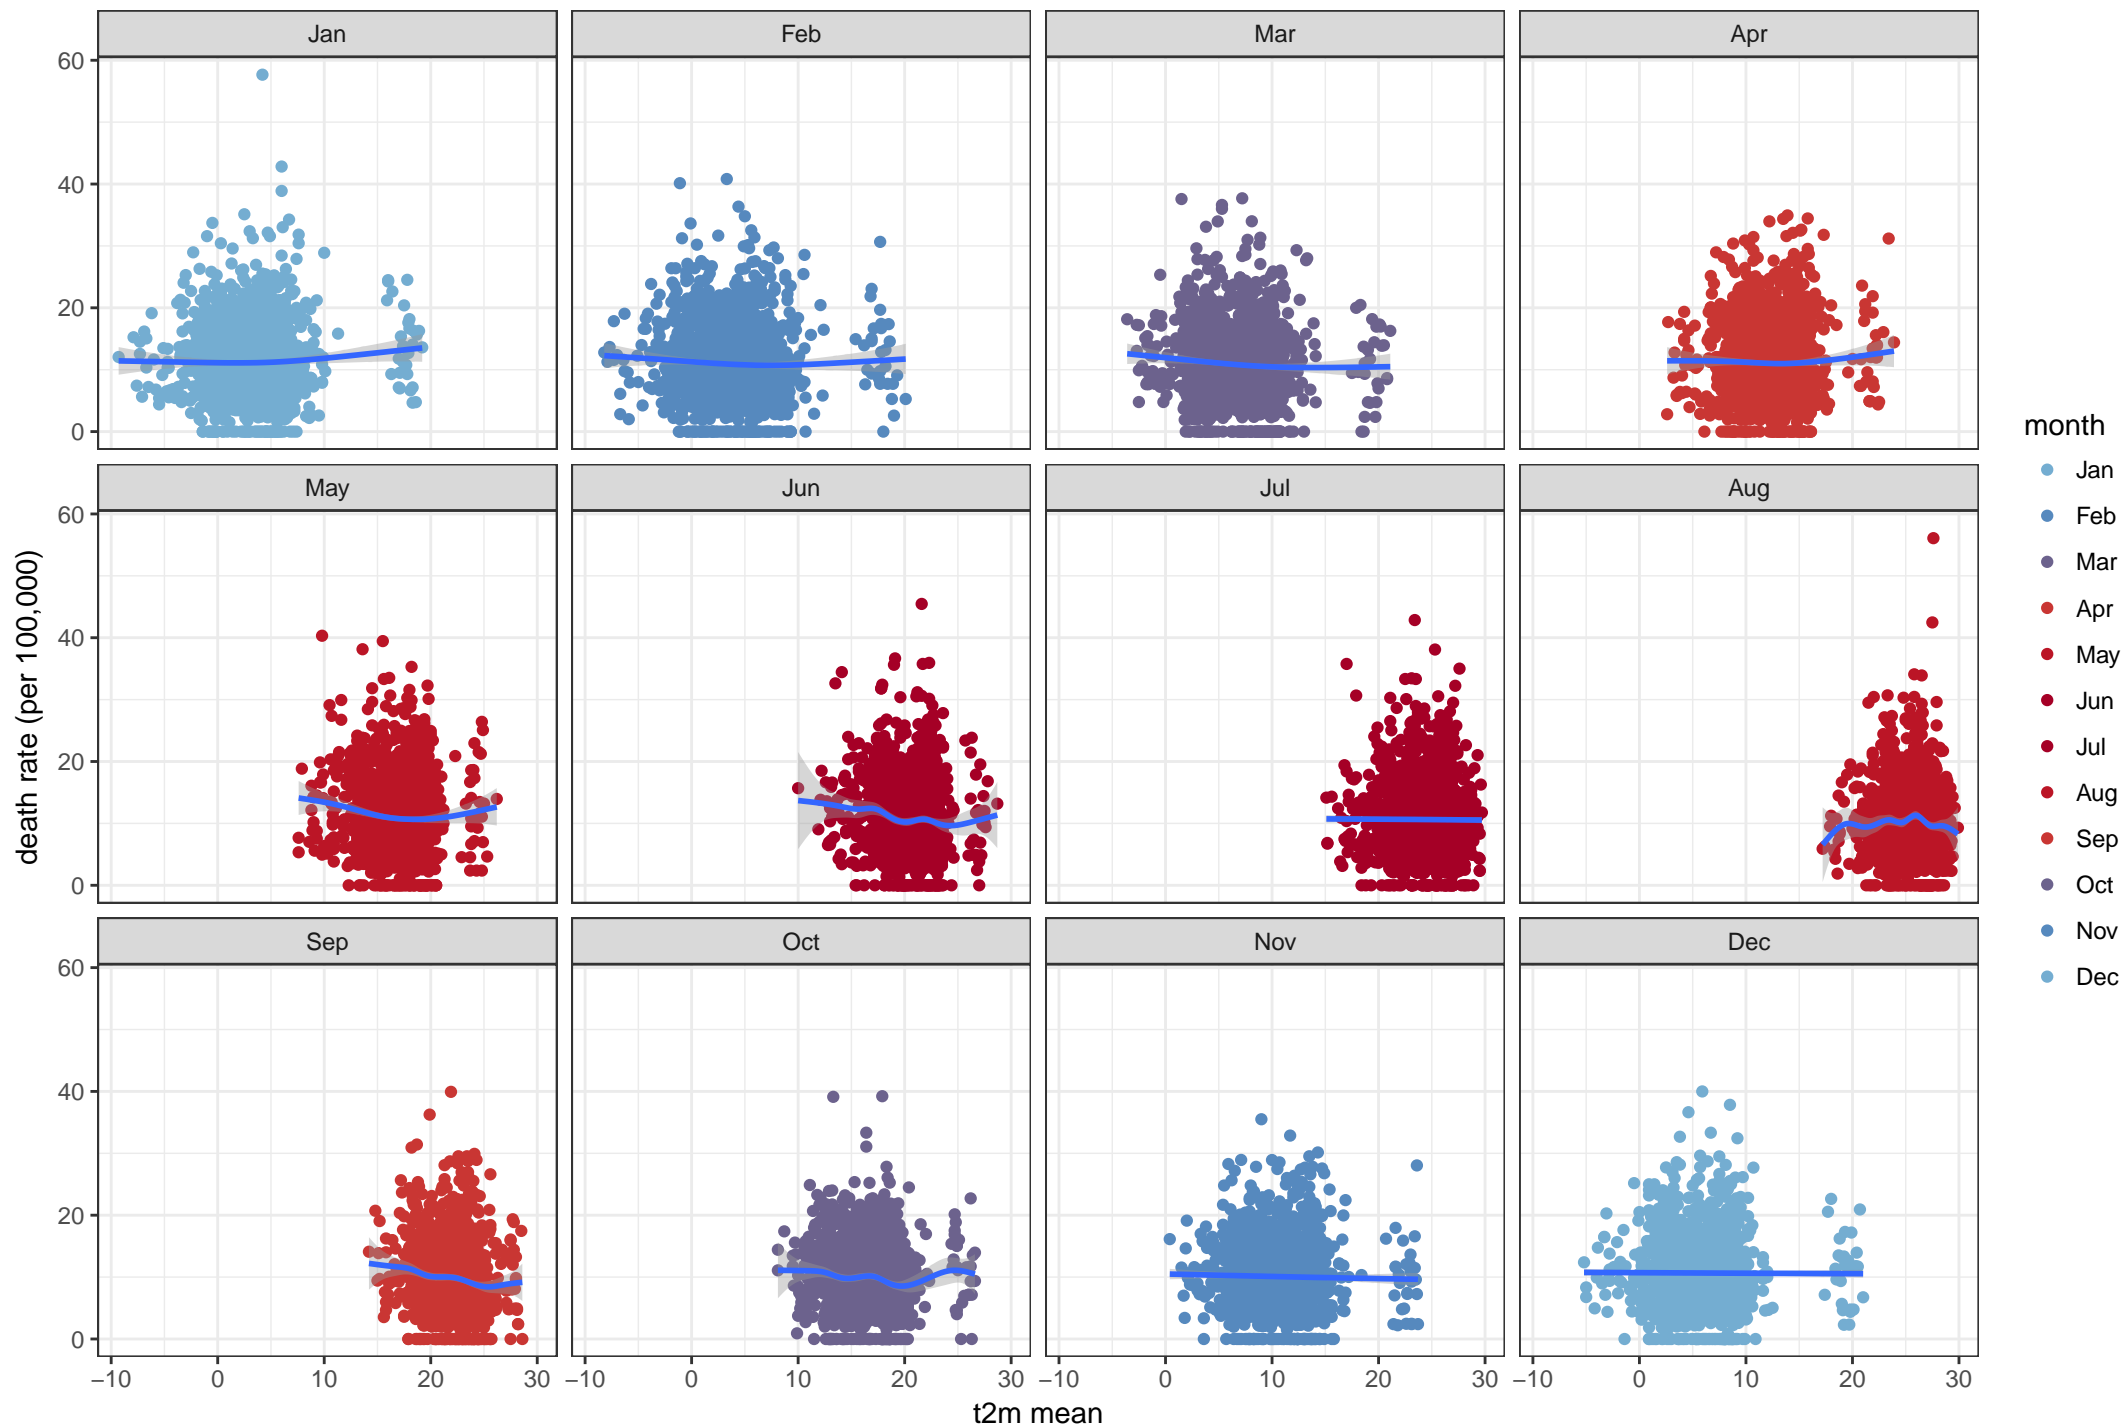 Jan Feb Mar Apr
60
40
20
0
May Jun Jul Aug
60
40
20
0
Sep Oct Nov Dec
60
40
20
0
−10 0 10 20 30 −10 0 10 20 30 −10 0 10 20 30 −10 0 10 20 30
t2m mean
death rate (per 100,000)
month
Jan
Feb
Mar
Apr
May
Jun
Jul
Aug
Sep
Oct
Nov
Dec